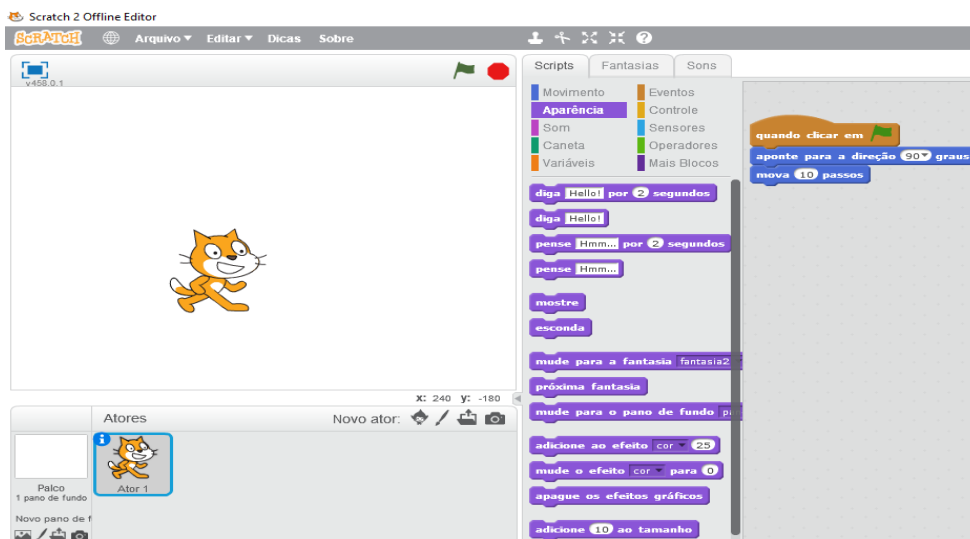 Scratch 2 Offline Editor
SCRATCH Arquivo Editar Dicas Sobre
v458.0.1
X: 240 y: -180
Atores
Novo ator:
Palco
1 pano de fundo
Novo pano de f
Ator 1
Scripts Fantasias Sons
Movimento Eventos
Aparência Controle
Som Sensores
Caneta Operadores
Variáveis Mais Blocos
diga Hello! por 2 segundos
diga Hello!
pense Hmm... por 2 segundos
pense Hmm...
mostre
esconda
mude para a fantasia fantasia2
próxima fantasia
mude para o pano de fundo
adicione ao efeito cor 25
mude o efeito cor para 0
apague os efeitos gráficos
adicione 10 ao tamanho
quando clicar em
aponte para a direção 90 graus
mova 10 passos